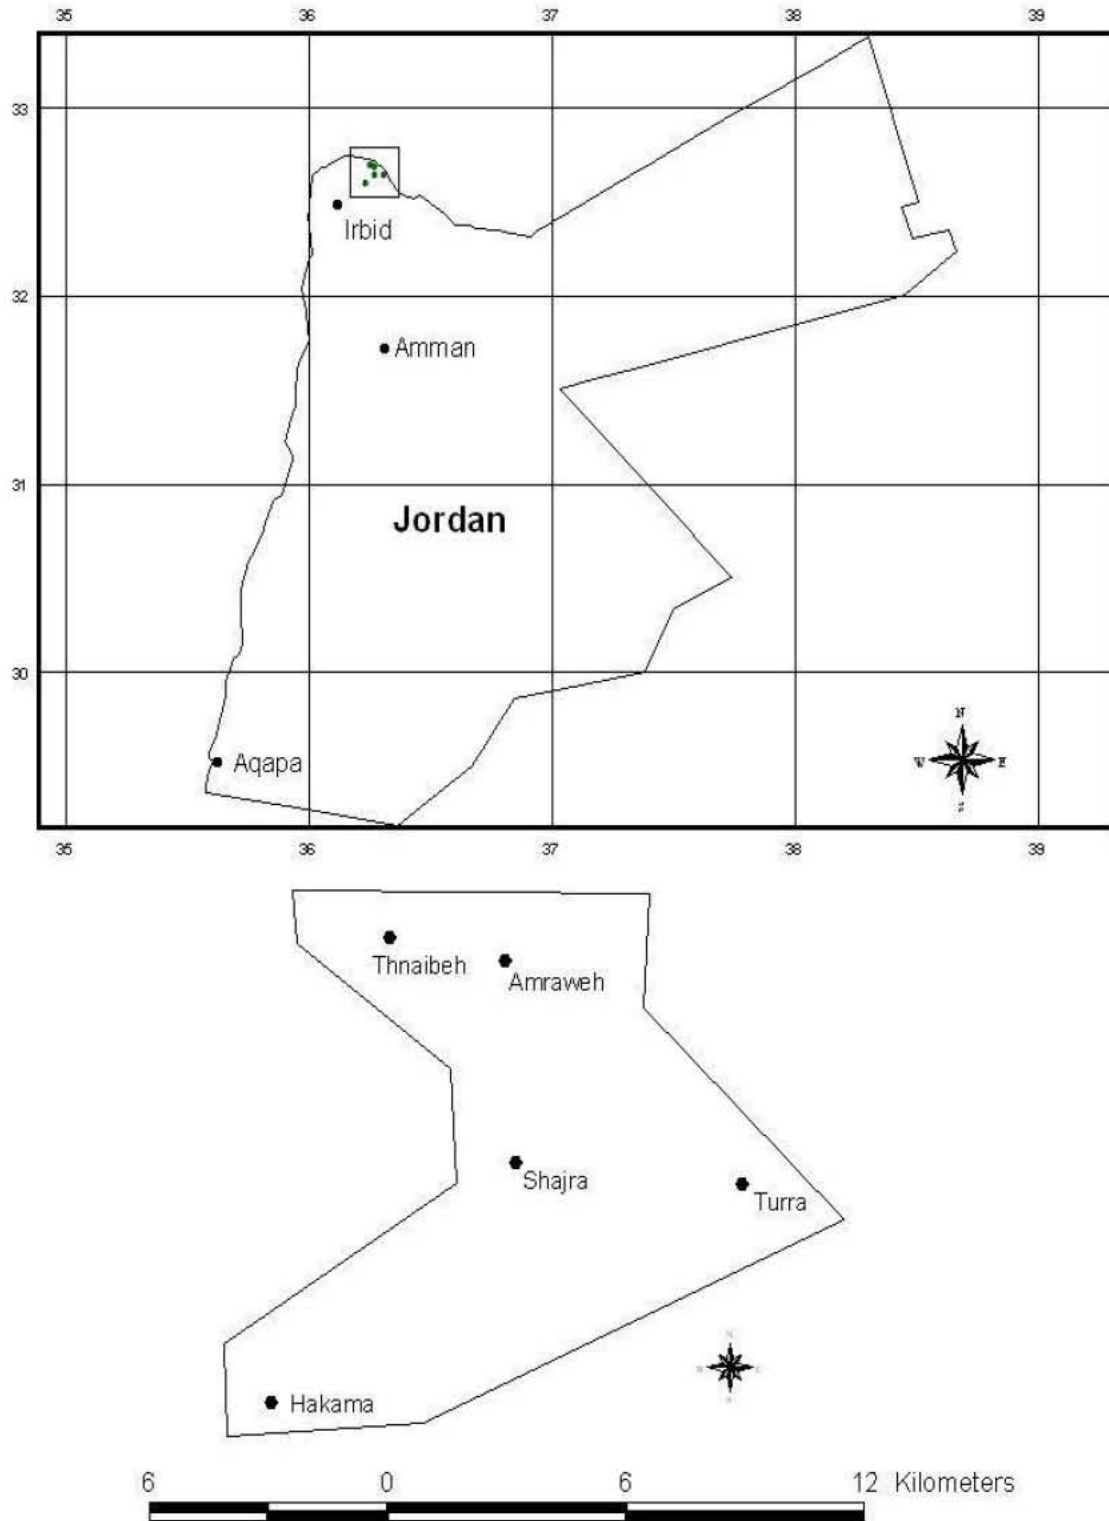 35 36 37 38 39
33
Irbid
32
Amman
31
Jordan
30
N
W E
S
Aqapa
35 36 37 38 39
Thnaibeh
Amraweh
Shajra
Turra
Hakama
6 0 6 12 Kilometers